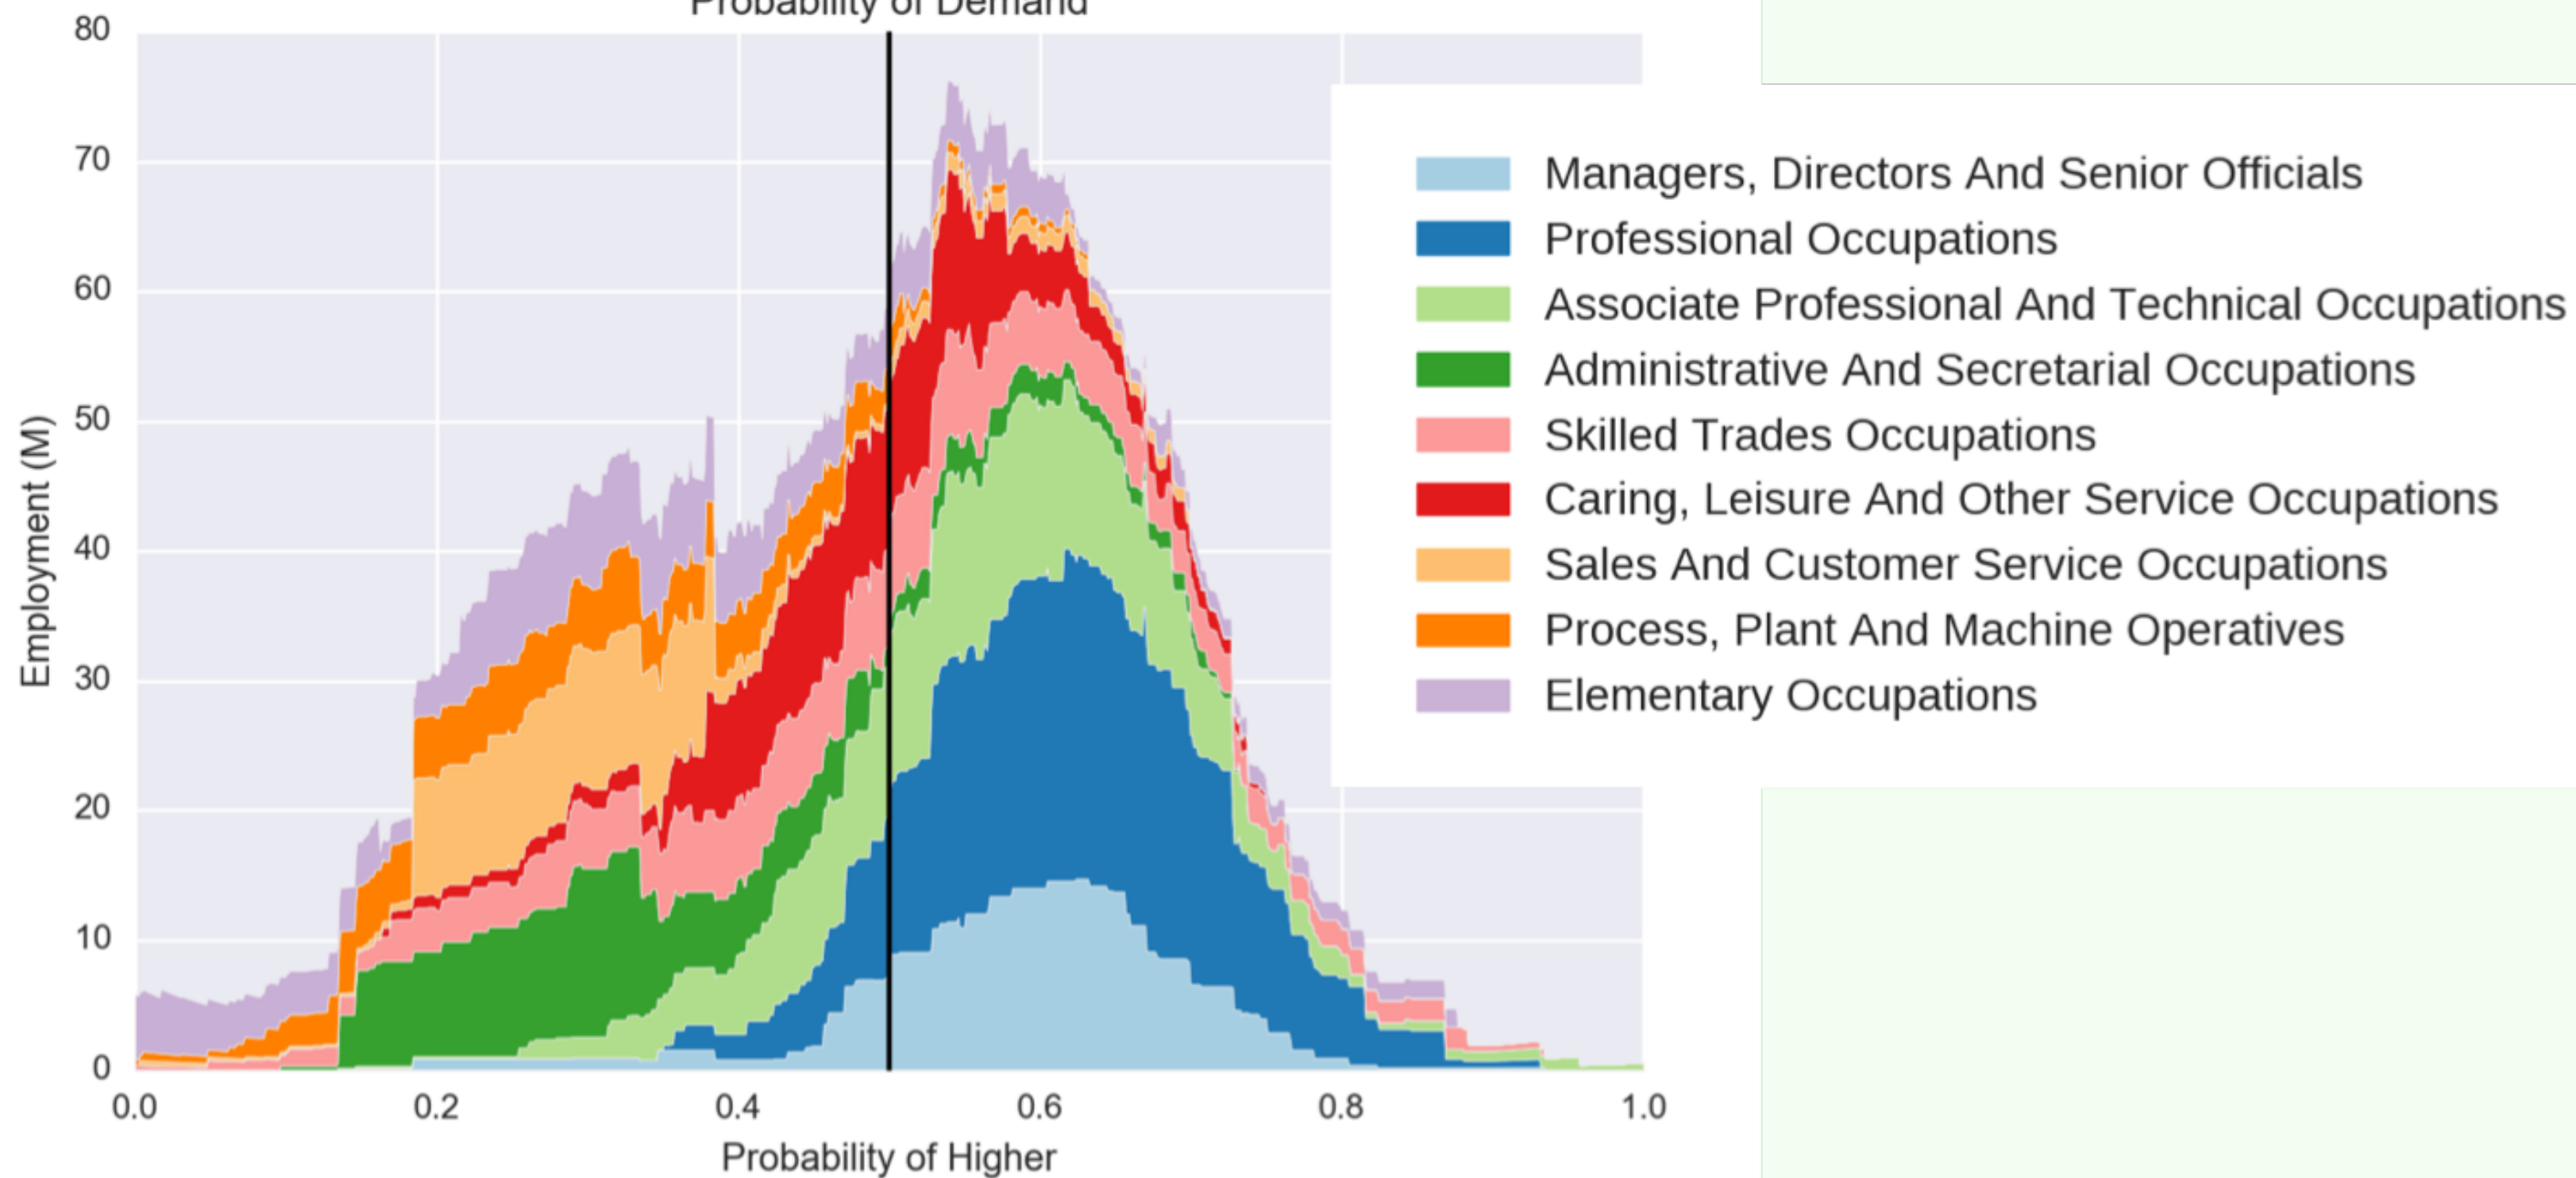 Probability of Demand
80
70
60
50
40
30
20
10
0
Employment (M)
0.0 0.2 0.4 0.6 0.8 1.0
Probability of Higher
Managers, Directors And Senior Officials
Professional Occupations
Associate Professional And Technical Occupations
Administrative And Secretarial Occupations
Skilled Trades Occupations
Caring, Leisure And Other Service Occupations
Sales And Customer Service Occupations
Process, Plant And Machine Operatives
Elementary Occupations